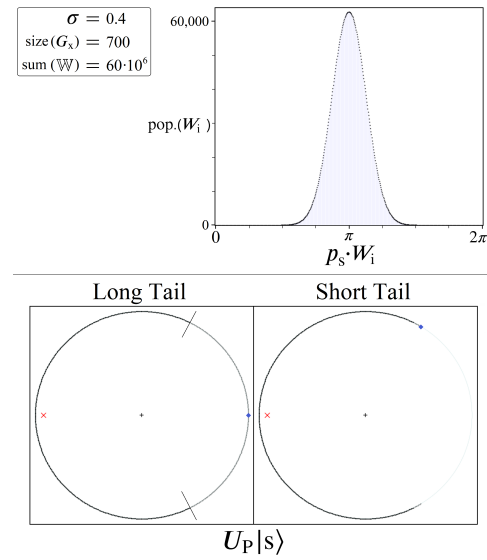 σ = 0.4
size (Gₓ) = 700
sum (𝕎) = 60·10⁶
60,000
pop.(Wᵢ )
0
0
π
2π
pₛ·Wᵢ
Long Tail
Short Tail
U_P|s⟩